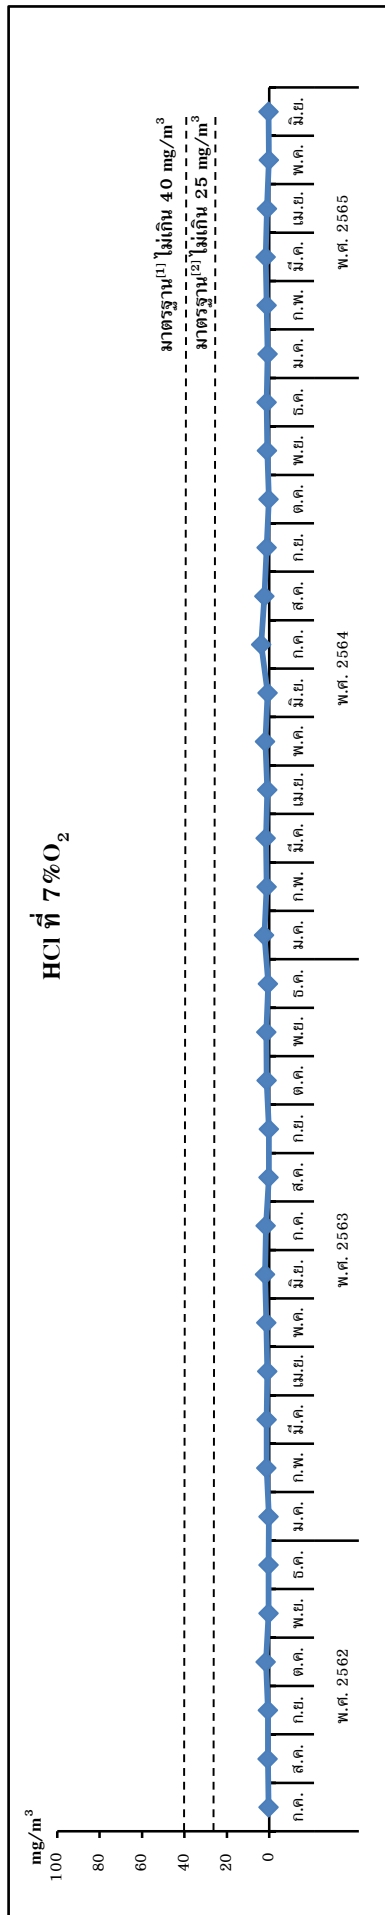 HCl ที่ 7%O2
mg/m3
100
80
60
40
20
0
มาตรฐาน[1] ไม่เกิน 40 mg/m3
มาตรฐาน[2] ไม่เกิน 25 mg/m3
ก.ค. ส.ค. ก.ย. ต.ค. พ.ย. ธ.ค. ม.ค. ก.พ. มี.ค. เม.ย. พ.ค. มิ.ย. ก.ค. ส.ค. ก.ย. ต.ค. พ.ย. ธ.ค. ม.ค. ก.พ. มี.ค. เม.ย. พ.ค. มิ.ย. ก.ค. ส.ค. ก.ย. ต.ค. พ.ย. ธ.ค. ม.ค. ก.พ. มี.ค. เม.ย. พ.ค. มิ.ย.
พ.ศ. 2562 พ.ศ. 2563 พ.ศ. 2564 พ.ศ. 2565